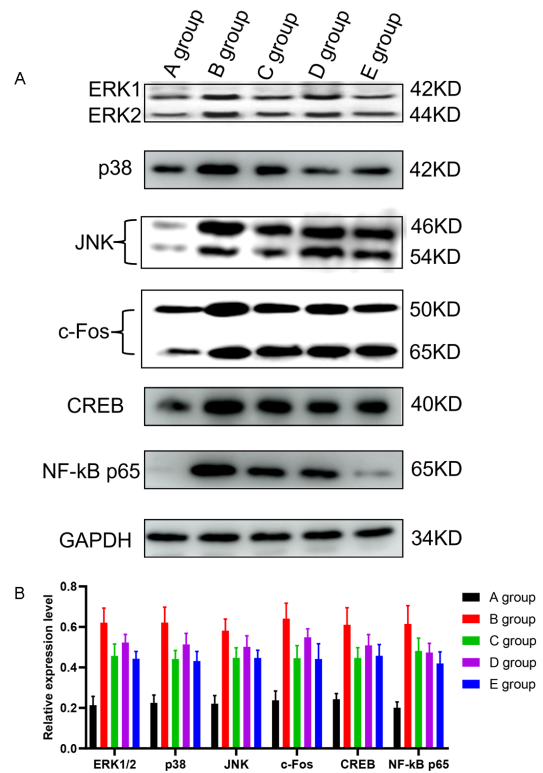 A group B group C group D group E group
A
ERK1 42KD
ERK2 44KD
p38 42KD
JNK 46KD
54KD
c-Fos 50KD
65KD
CREB 40KD
NF-kB p65 65KD
GAPDH 34KD
B
Relative expression level
0.8
0.6
0.4
0.2
0.0
ERK1/2 p38 JNK c-Fos CREB NF-kB p65
A group
B group
C group
D group
E group